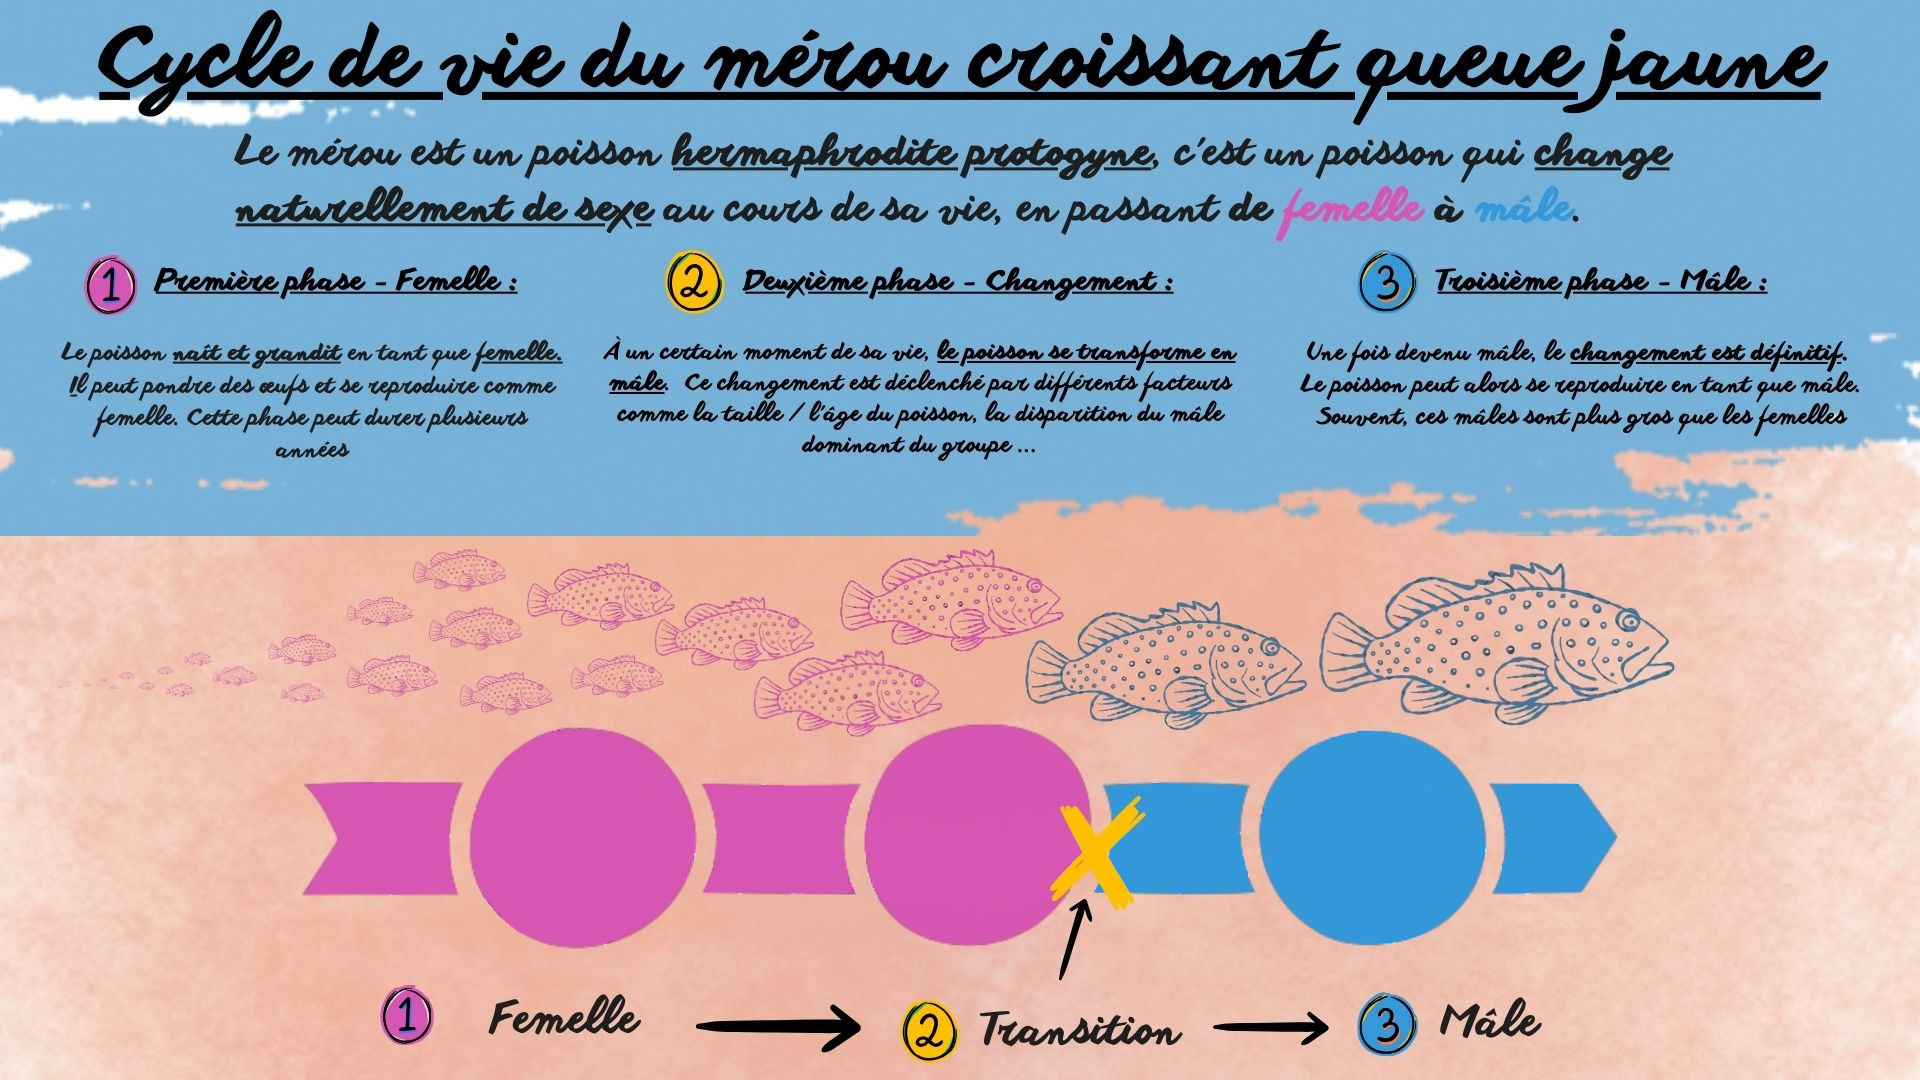 Cycle de vie du mérou croissant queue jaune
Le mérou est un poisson hermaphrodite protogyne, c'est un poisson qui change
naturellement de sexe au cours de sa vie, en passant de femelle à mâle.
1 Première phase - Femelle :
Le poisson naît et grandit en tant que femelle.
Il peut pondre des œufs et se reproduire comme
femelle. Cette phase peut durer plusieurs
années
2 Deuxième phase - Changement :
À un certain moment de sa vie, le poisson se transforme en
mâle. Ce changement est déclenché par différents facteurs
comme la taille / l'âge du poisson, la disparition du mâle
dominant du groupe ...
3 Troisième phase - Mâle :
Une fois devenu mâle, le changement est définitif.
Le poisson peut alors se reproduire en tant que mâle.
Souvent, ces mâles sont plus gros que les femelles
1 Femelle
2 Transition
3 Mâle